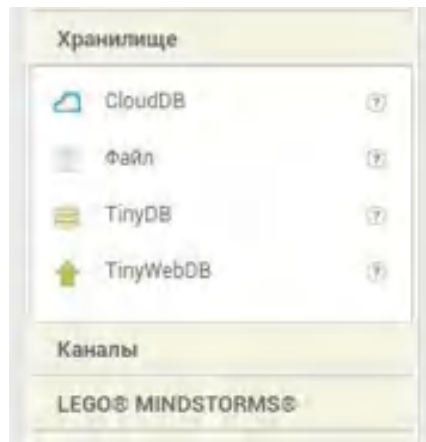 Хранилище
CloudDB
Файл
TinyDB
TinyWebDB
Каналы
LEGO® MINDSTORMS®